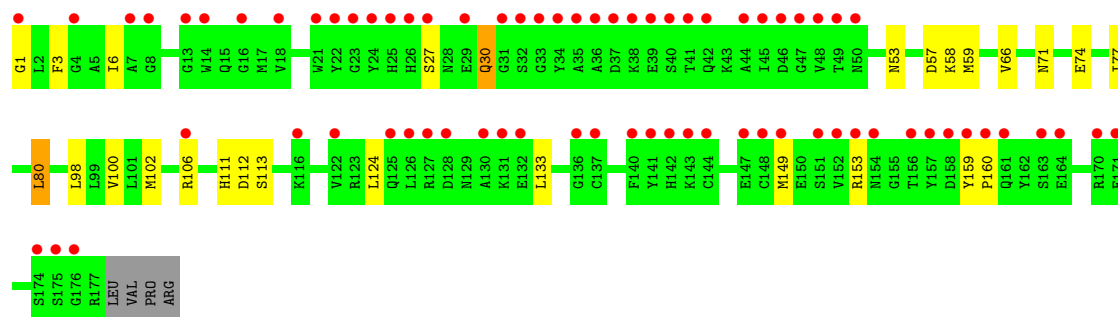 G1 L2 F3 G4 A5 I6 A7 G8 G13 W14 Q15 G16 M17 V18 W21 Y22 G23 Y24 H25 H26 S27 N28 E29 Q30 G31 S32 G33 Y34 A35 A36 D37 K38 E39 S40 T41 Q42 K43 A44 I45 D46 G47 V48 T49 N50 N53 D57 K58 M59 V66 N71 E74 I77
L80 L98 L99 V100 L101 M102 R106 H111 D112 S113 K116 V122 R123 L124 Q125 L126 R127 D128 N129 A130 K131 E132 L133 G136 C137 F140 Y141 H142 K143 C144 E147 C148 M149 E150 S151 V152 R153 N154 G155 T156 Y157 D158 Y159 P160 Q161 Y162 S163 E164 R170 E171
S174 S175 G176 R177 LEU VAL PRO ARG